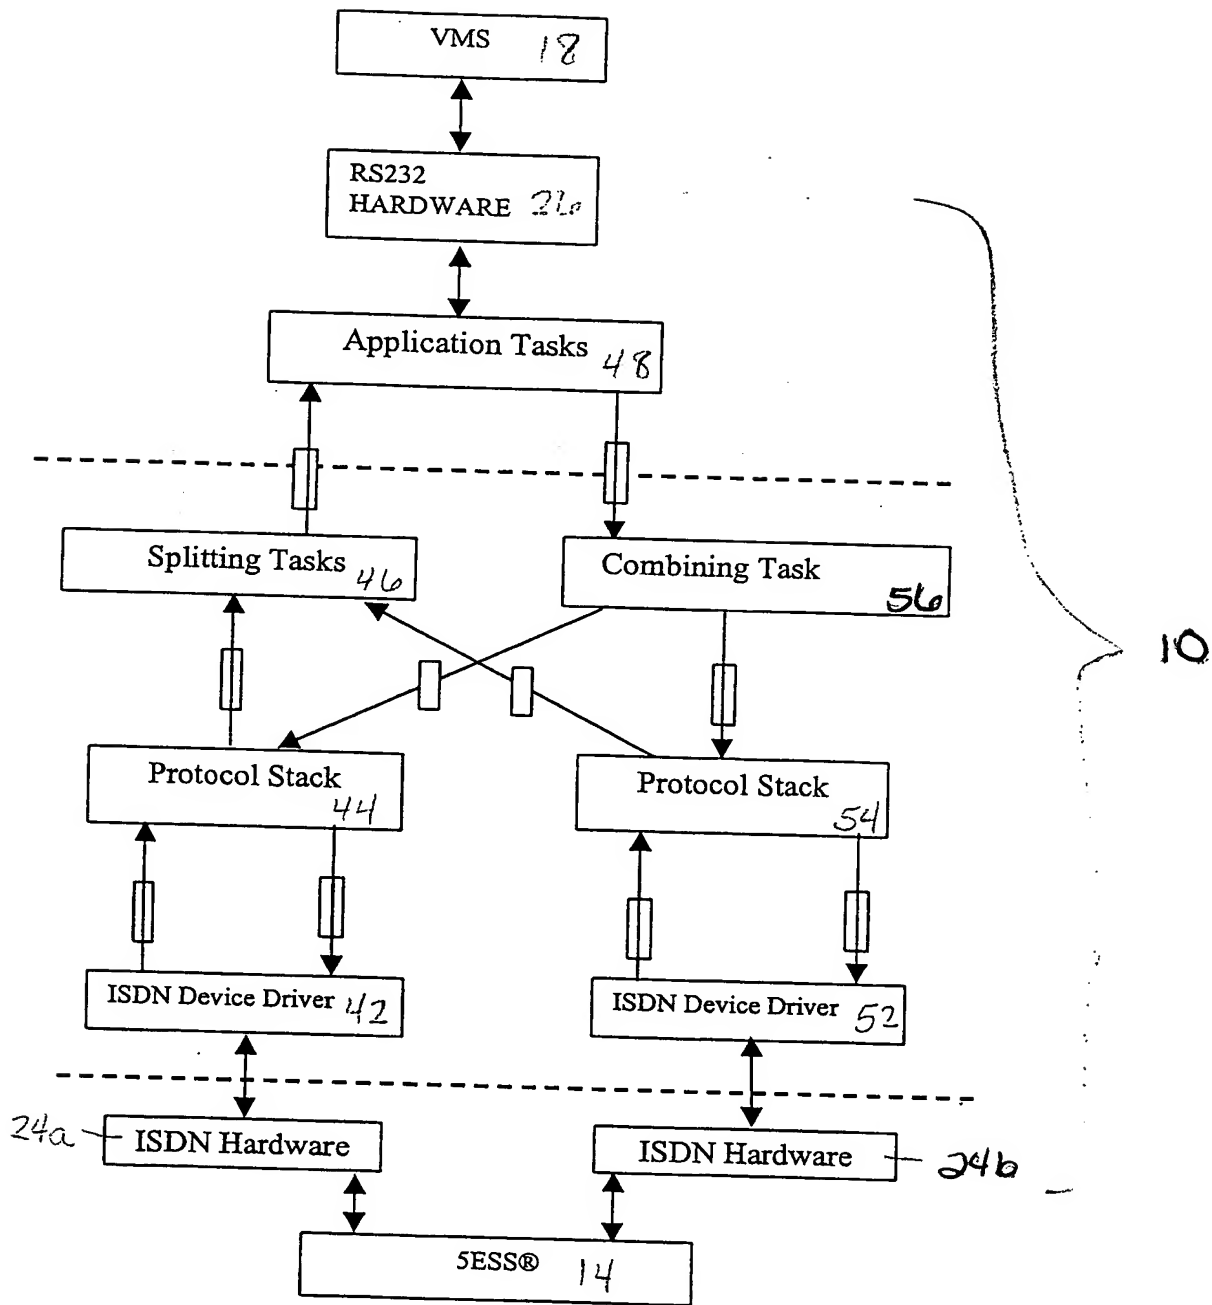 VMS 18
RS232
HARDWARE 26
Application Tasks 48
Splitting Tasks 46
Combining Task 56
10
Protocol Stack 44
Protocol Stack 54
ISDN Device Driver 42
ISDN Device Driver 52
24a
ISDN Hardware
ISDN Hardware
24b
5ESS® 14